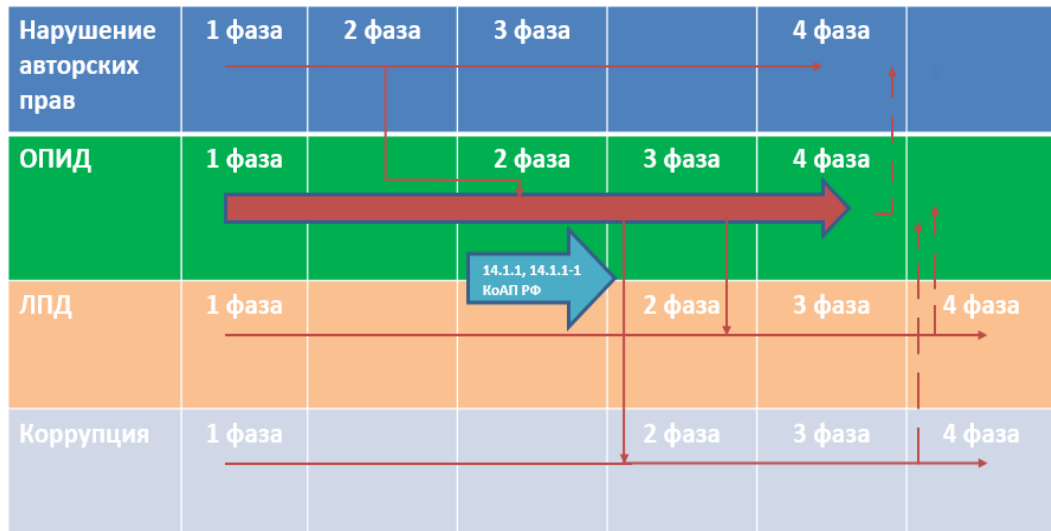 Нарушение
авторских
прав
1 фаза
2 фаза
3 фаза
4 фаза
ОПИД
1 фаза
2 фаза
3 фаза
4 фаза
14.1.1, 14.1.1-1
КоАП РФ
ЛПД
1 фаза
2 фаза
3 фаза
4 фаза
Коррупция
1 фаза
2 фаза
3 фаза
4 фаза